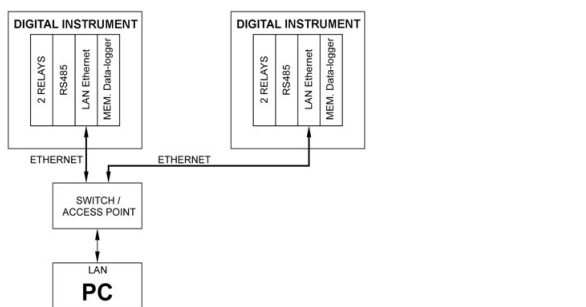 DIGITAL INSTRUMENT
2 RELAYS
RS485
LAN Ethernet
MEM. Data-logger
DIGITAL INSTRUMENT
2 RELAYS
RS485
LAN Ethernet
MEM. Data-logger
ETHERNET
ETHERNET
SWITCH /
ACCESS POINT
LAN
PC